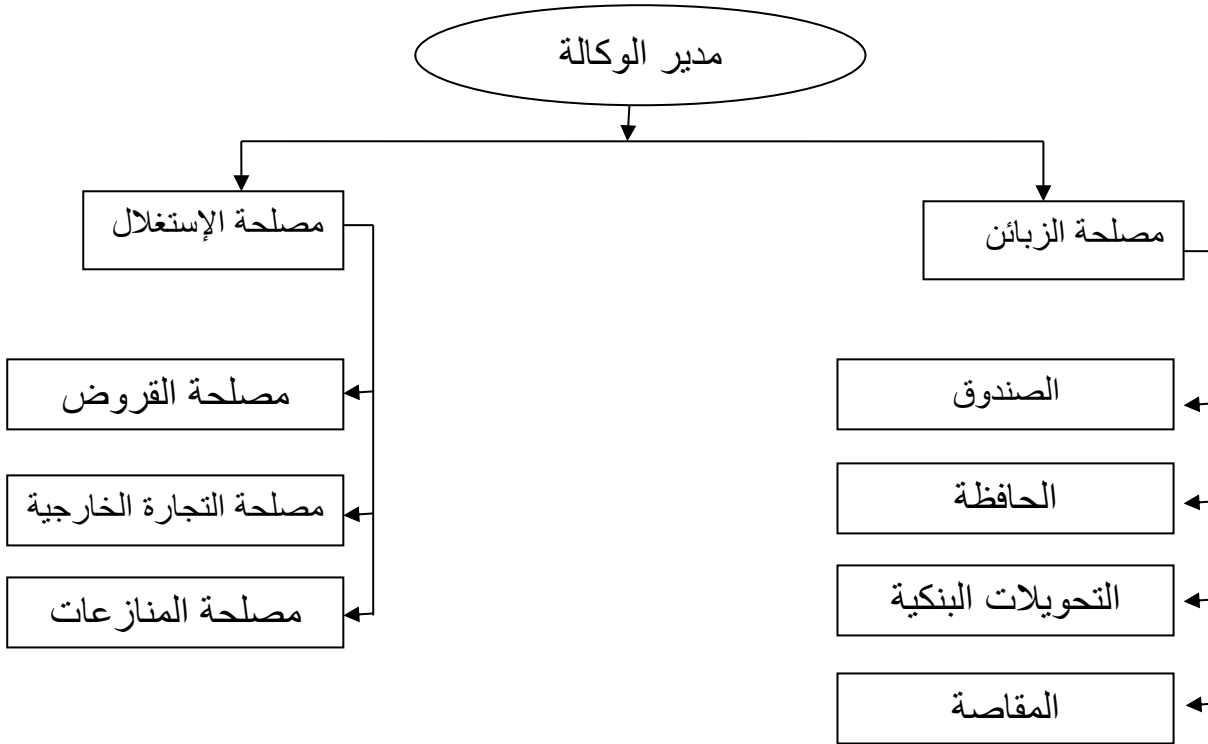 مدير الوكالة
مصلحة الزبائن
مصلحة الإستغلال
الصندوق
الحافظة
التحويلات البنكية
المقاصة
مصلحة القروض
مصلحة التجارة الخارجية
مصلحة المنازعات